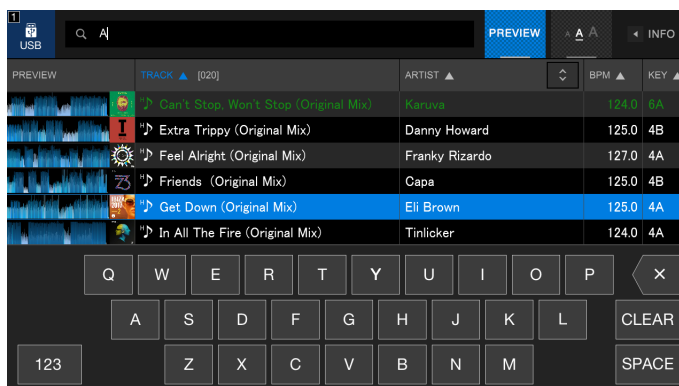 1
USB
A
PREVIEW
A A A
INFO
PREVIEW TRACK ▲ [020] ARTIST ▲ BPM ▲ KEY ▲
H♪ Can't Stop, Won't Stop (Original Mix) Karuva 124.0 6A
H♪ Extra Trippy (Original Mix) Danny Howard 125.0 4B
H♪ Feel Alright (Original Mix) Franky Rizardo 127.0 4A
H♪ Friends (Original Mix) Capa 125.0 4B
H♪ Get Down (Original Mix) Eli Brown 125.0 4A
H♪ In All The Fire (Original Mix) Tinlicker 124.0 4A
Q W E R T Y U I O P ×
A S D F G H J K L CLEAR
123 Z X C V B N M SPACE